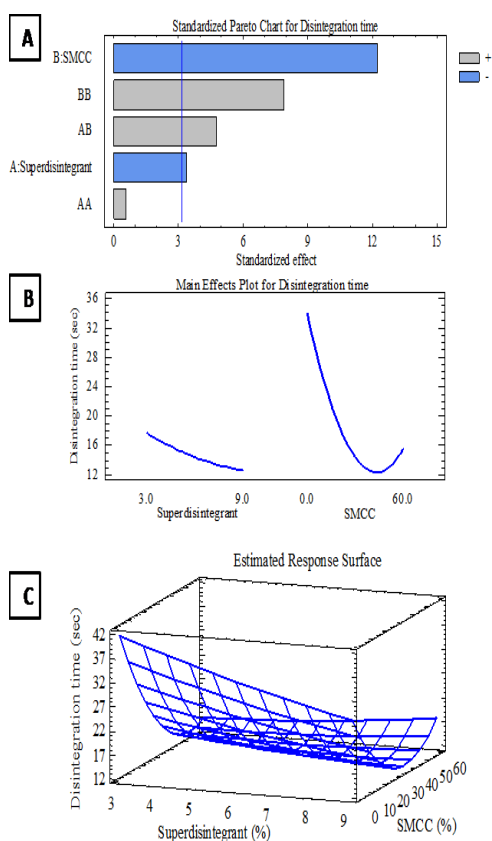 A
Standardized Pareto Chart for Disintegration time
B:SMCC
BB
AB
A:Superdisintegrant
AA
+
-
0 3 6 9 12 15
Standardized effect
B
Main Effects Plot for Disintegration time
Disintegration time (sec)
36
32
28
24
20
16
12
3.0 9.0 0.0 60.0
Superdisintegrant SMCC
C
Estimated Response Surface
Disintegration time (sec)
42
37
32
27
22
17
12
3 4 5 6 7 8 9
Superdisintegrant (%)
0 10 20 30 40 50 60
SMCC (%)